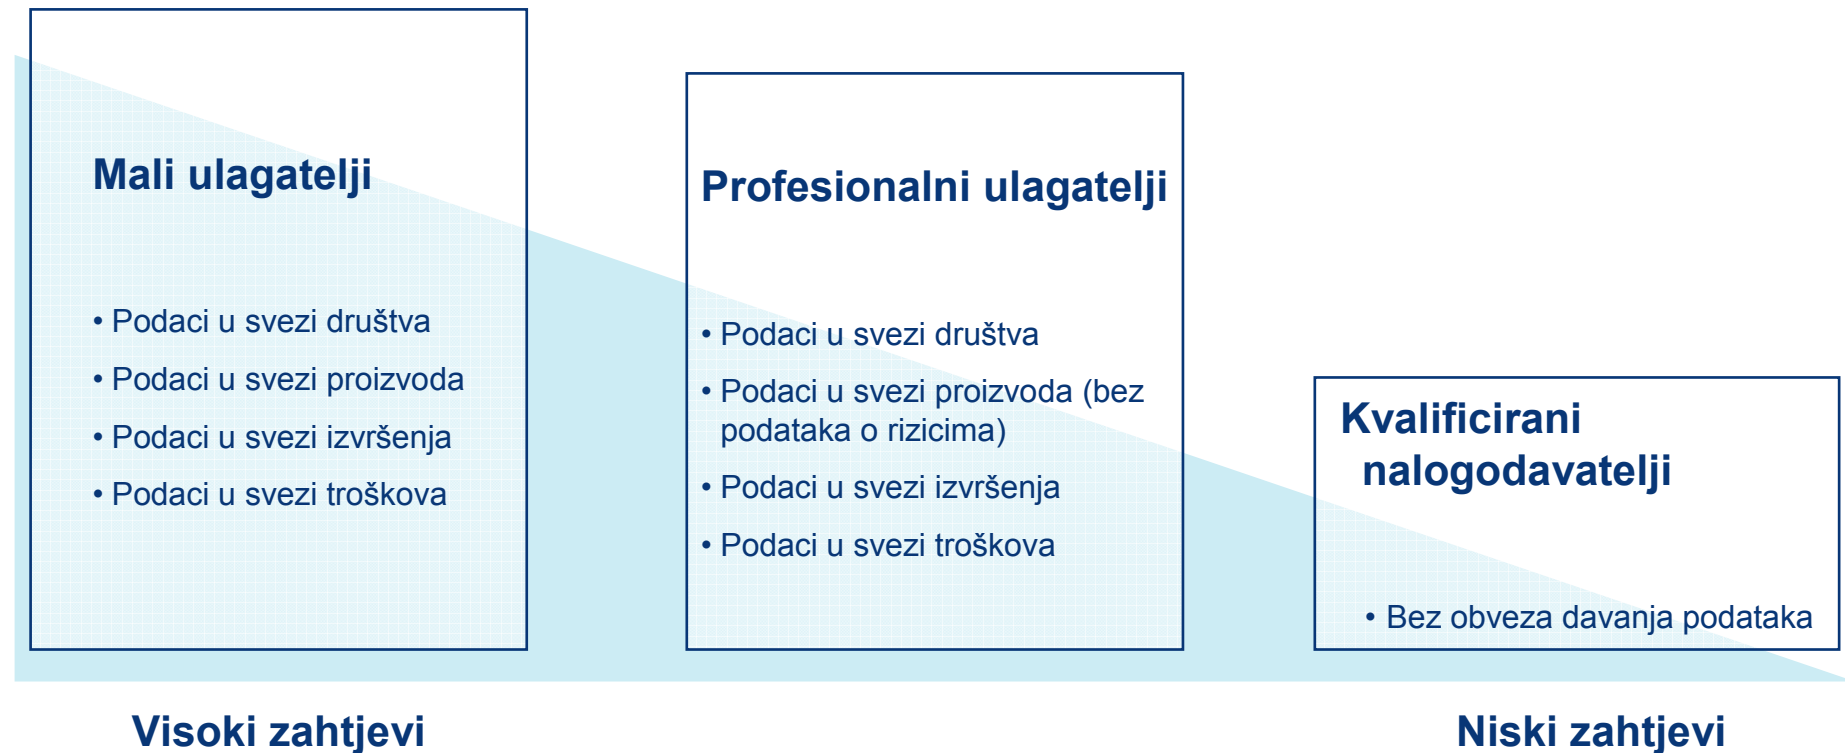 Mali ulagatelji
• Podaci u svezi društva
• Podaci u svezi proizvoda
• Podaci u svezi izvršenja
• Podaci u svezi troškova
Profesionalni ulagatelji
• Podaci u svezi društva
• Podaci u svezi proizvoda (bez
podataka o rizicima)
• Podaci u svezi izvršenja
• Podaci u svezi troškova
Kvalificirani
nalogodavatelji
• Bez obveza davanja podataka
Visoki zahtjevi
Niski zahtjevi